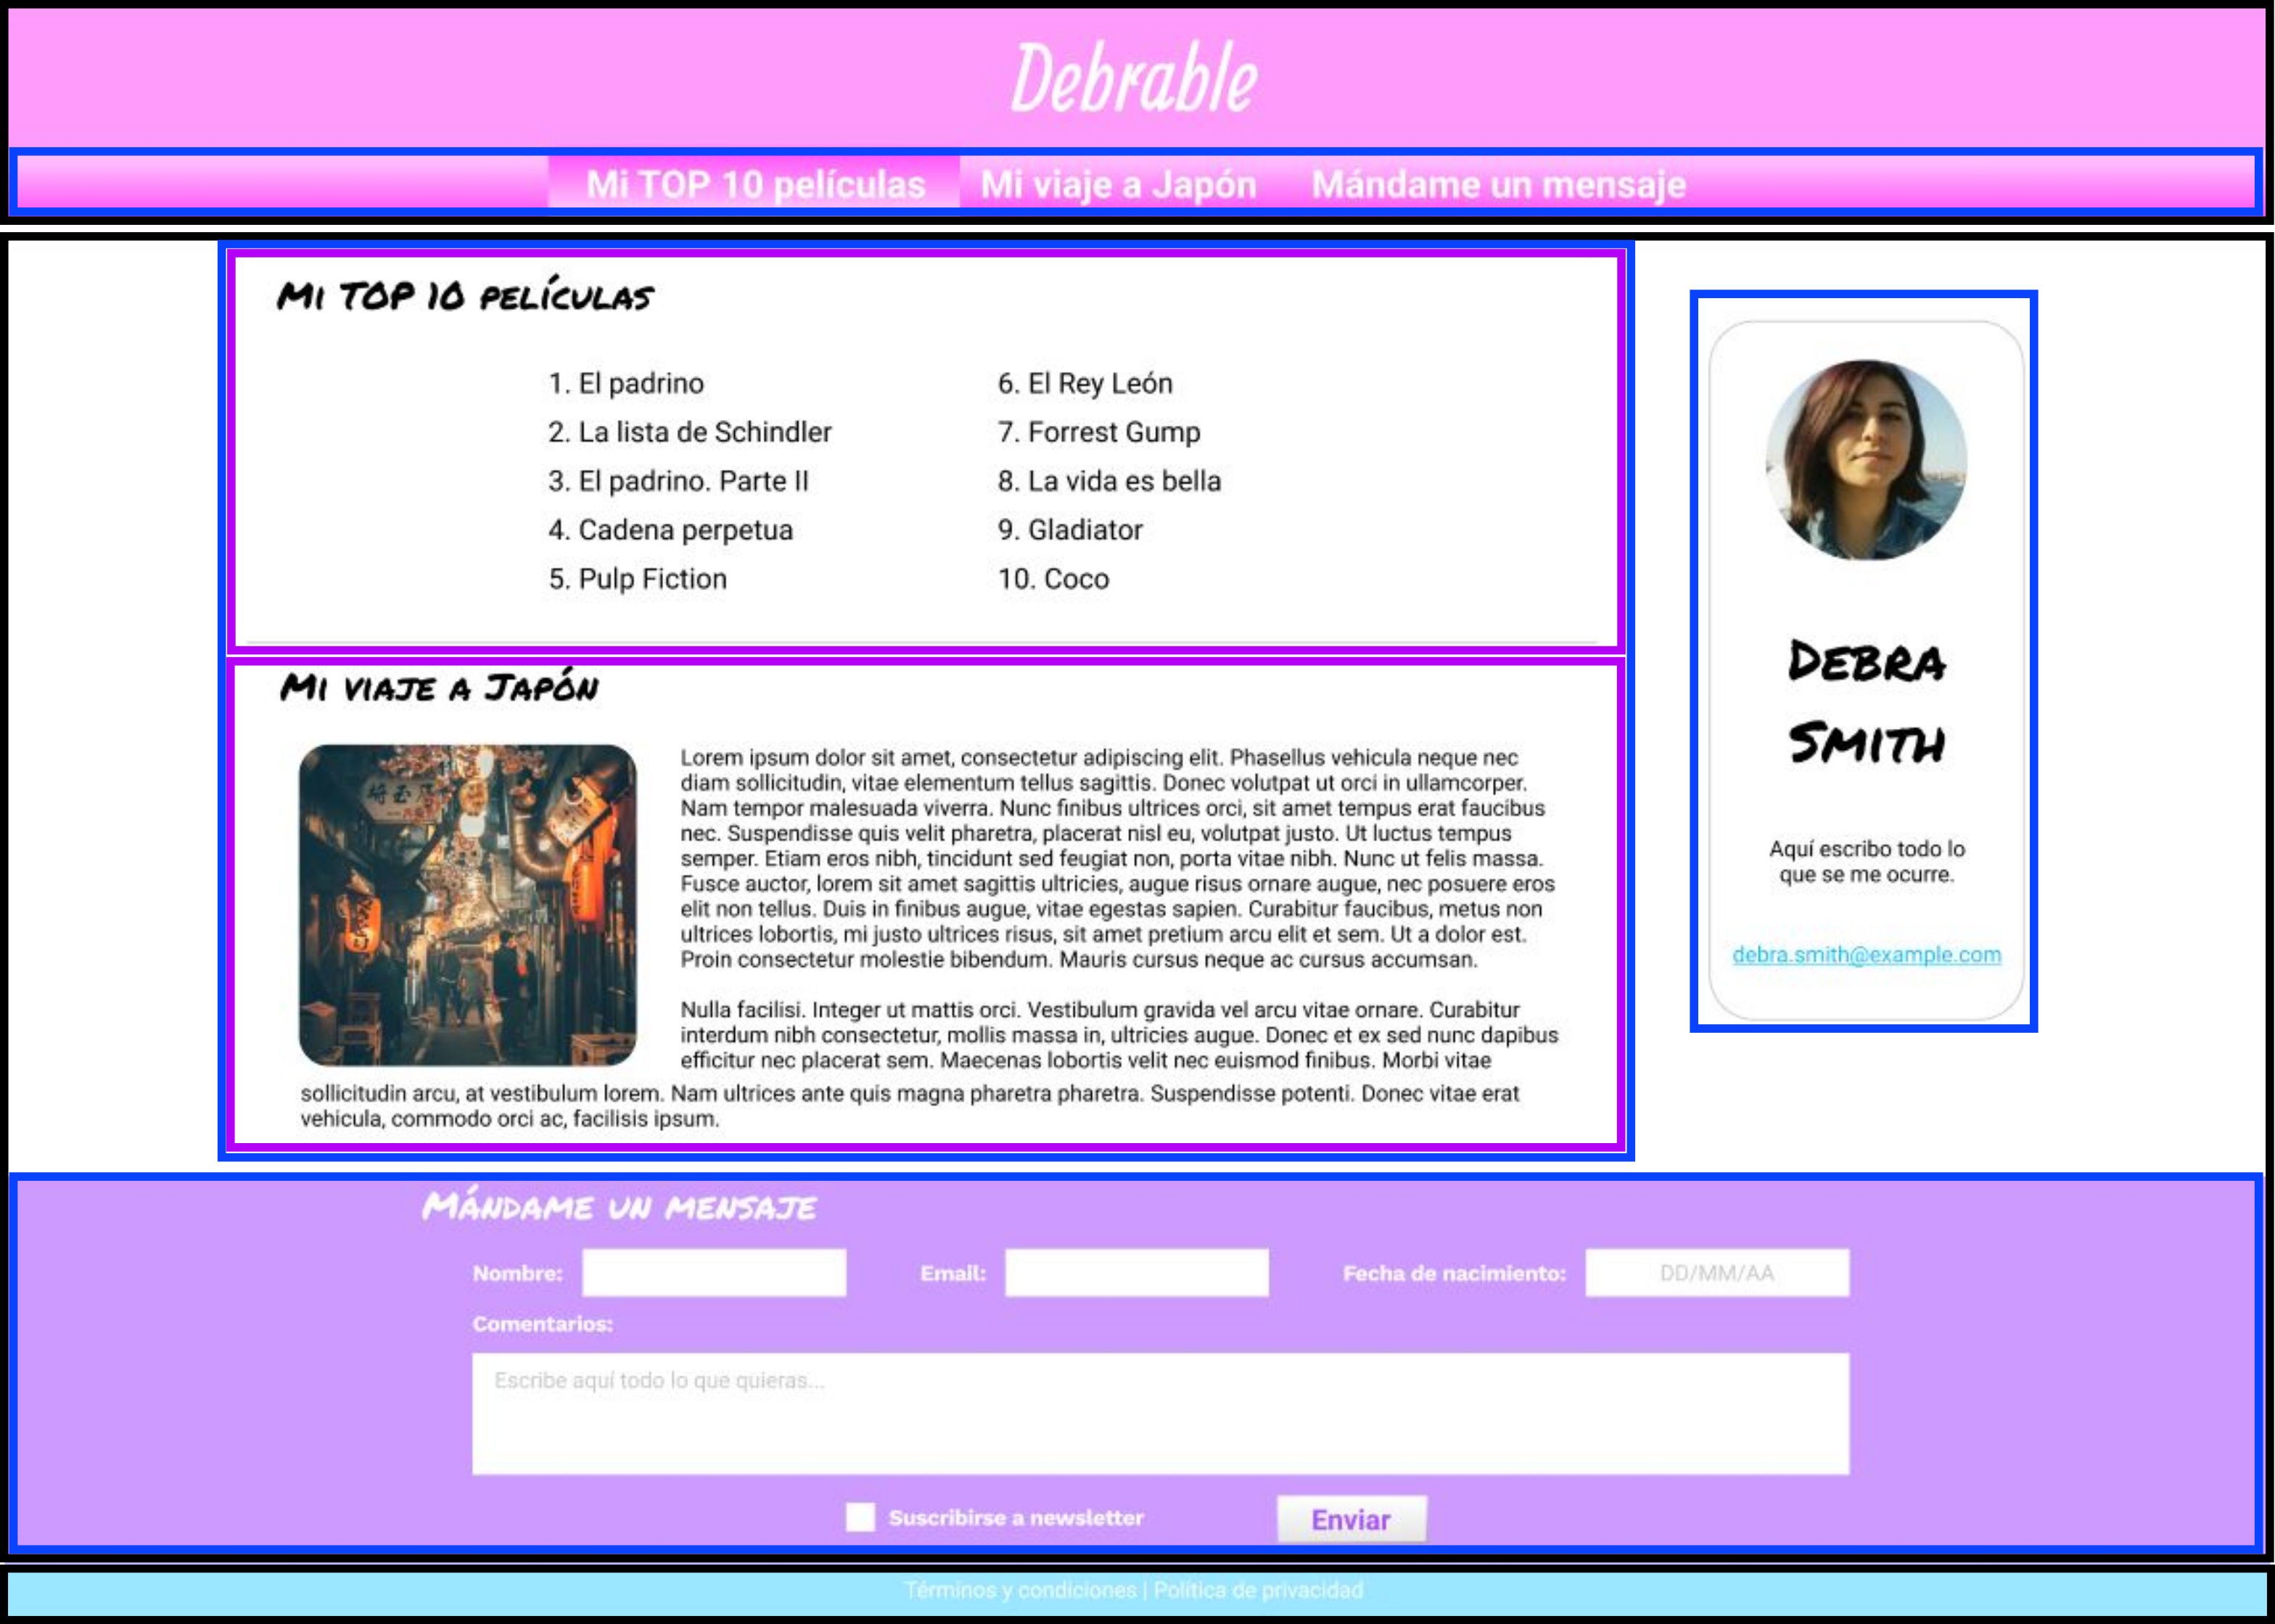 Debrable
Mi TOP 10 películas
Mi viaje a Japón
Mándame un mensaje
Mi TOP 10 películas
1. El padrino
2. La lista de Schindler
3. El padrino. Parte II
4. Cadena perpetua
5. Pulp Fiction
6. El Rey León
7. Forrest Gump
8. La vida es bella
9. Gladiator
10. Coco
Mi viaje a Japón
Lorem ipsum dolor sit amet, consectetur adipiscing elit. Phasellus vehicula neque nec
diam sollicitudin, vitae elementum tellus sagittis. Donec volutpat ut orci in ullamcorper.
Nam tempor malesuada viverra. Nunc finibus ultrices orci, sit amet tempus erat faucibus
nec. Suspendisse quis velit pharetra, placerat nisl eu, volutpat justo. Ut luctus tempus
semper. Etiam eros nibh, tincidunt sed feugiat non, porta vitae nibh. Nunc ut felis massa.
Fusce auctor, lorem sit amet sagittis ultricies, augue risus ornare augue, nec posuere eros
elit non tellus. Duis in finibus augue, vitae egestas sapien. Curabitur faucibus, metus non
ultrices lobortis, mi justo ultrices risus, sit amet pretium arcu elit et sem. Ut a dolor est.
Proin consectetur molestie bibendum. Mauris cursus neque ac cursus accumsan.
Nulla facilisi. Integer ut mattis orci. Vestibulum gravida vel arcu vitae ornare. Curabitur
interdum nibh consectetur, mollis massa in, ultricies augue. Donec et ex sed nunc dapibus
efficitur nec placerat sem. Maecenas lobortis velit nec euismod finibus. Morbi vitae
sollicitudin arcu, at vestibulum lorem. Nam ultrices ante quis magna pharetra pharetra. Suspendisse potenti. Donec vitae erat
vehicula, commodo orci ac, facilisis ipsum.
Debra
Smith
Aquí escribo todo lo
que se me ocurre.
debra.smith@example.com
Mándame un mensaje
Nombre:
Email:
Fecha de nacimiento:
DD/MM/AA
Comentarios:
Escribe aquí todo lo que quieras...
Suscribirse a newsletter
Enviar
Términos y condiciones | Política de privacidad